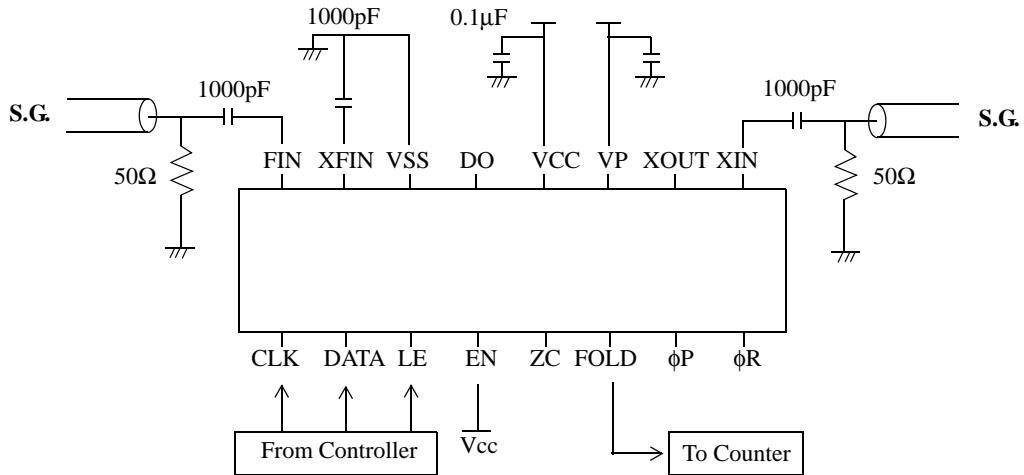 1000pF
0.1μF
1000pF
1000pF
S.G.
S.G.
50Ω
50Ω
FIN XFIN VSS DO VCC VP XOUT XIN
CLK DATA LE EN ZC FOLD ϕP ϕR
From Controller
Vcc
To Counter